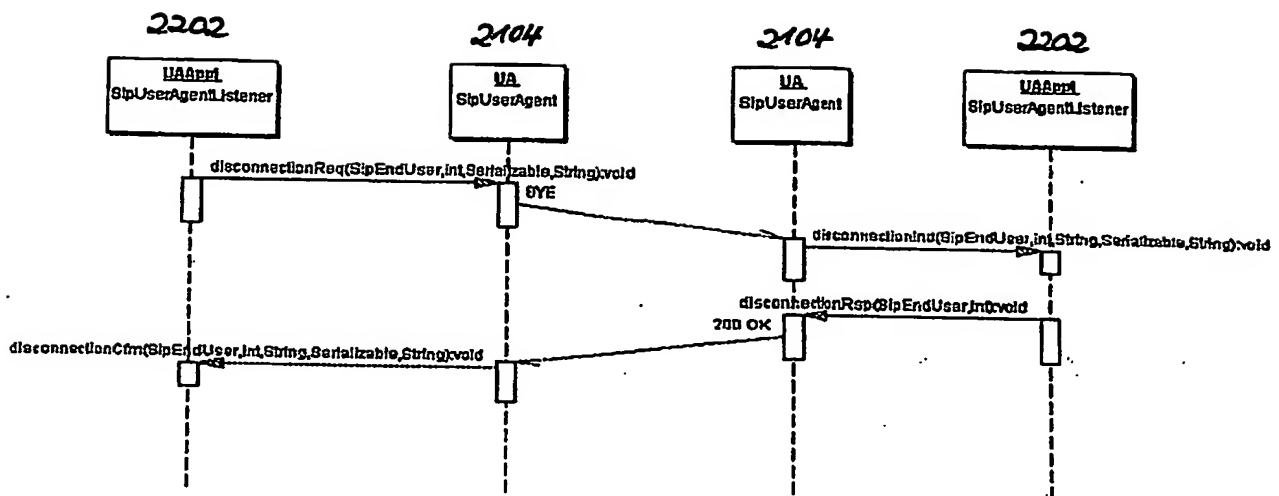 2202
2104
2104
2202
UAAppl
SipUserAgentListener
UA
SipUserAgent
UA
SipUserAgent
UAAppl
SipUserAgentListener
disconnectionReq(SipEndUser,int,Serializable,String):void
BYE
disconnectionInd(SipEndUser,int,String,Serializable,String):void
disconnectionRsp(SipEndUser,int):void
200 OK
disconnectionCfm(SipEndUser,int,String,Serializable,String):void